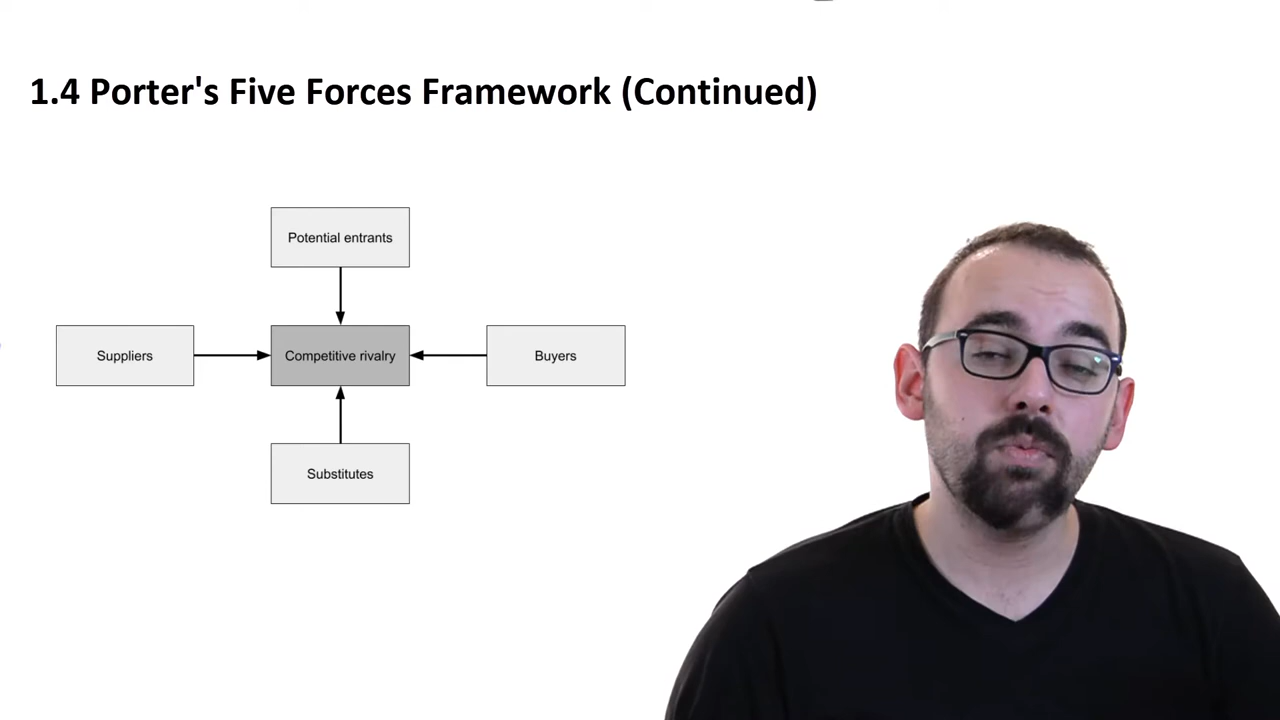 1.4 Porter's Five Forces Framework (Continued)
Potential entrants
Suppliers
Competitive rivalry
Buyers
Substitutes